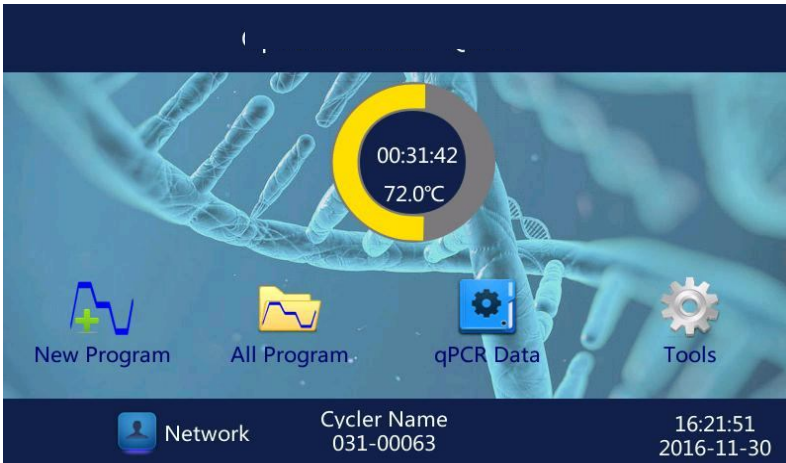 00:31:42
72.0℃
New Program
All Program
qPCR Data
Tools
Network
Cycler Name
031-00063
16:21:51
2016-11-30